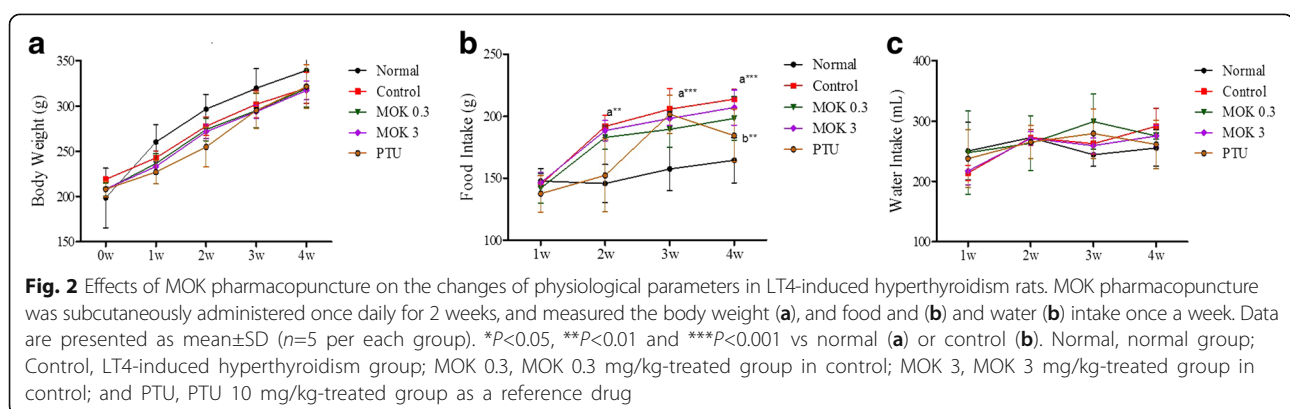 a
b
c
350
300
250
200
150
Body Weight (g)
0w 1w 2w 3w 4w
Normal
Control
MOK 0.3
MOK 3
PTU
250
200
150
100
Food Intake (g)
a**
a***
a***
b**
1w 2w 3w 4w
Normal
Control
MOK 0.3
MOK 3
PTU
400
300
200
100
Water Intake (mL)
1w 2w 3w 4w
Normal
Control
MOK 0.3
MOK 3
PTU
Fig. 2 Effects of MOK pharmacopuncture on the changes of physiological parameters in LT4-induced hyperthyroidism rats. MOK pharmacopuncture
was subcutaneously administered once daily for 2 weeks, and measured the body weight (a), and food and (b) and water (b) intake once a week. Data
are presented as mean±SD (n=5 per each group). *P<0.05, **P<0.01 and ***P<0.001 vs normal (a) or control (b). Normal, normal group;
Control, LT4-induced hyperthyroidism group; MOK 0.3, MOK 0.3 mg/kg-treated group in control; MOK 3, MOK 3 mg/kg-treated group in
control; and PTU, PTU 10 mg/kg-treated group as a reference drug